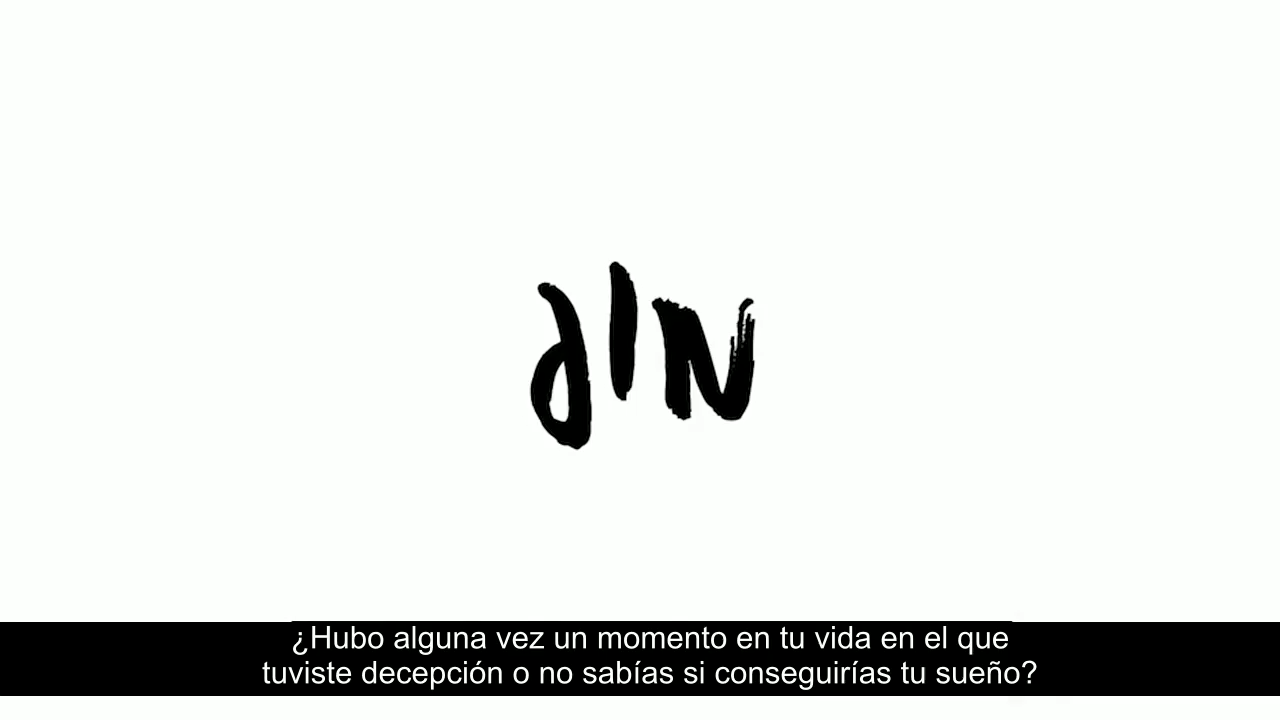 JIN
¿Hubo alguna vez un momento en tu vida en el que
tuviste decepción o no sabías si conseguirías tu sueño?